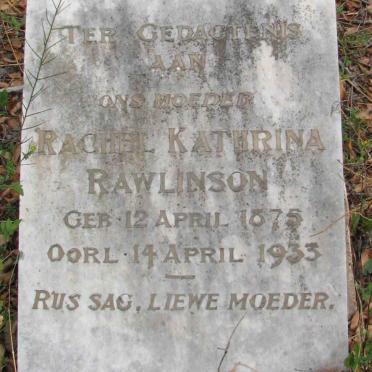 TER GEDAGTENIS
AAN
ONS MOEDER
RACHEL KATHRINA
RAWLINSON
GEB 12 APRIL 1875
OORL 14 APRIL 1933
RUS SAG, LIEWE MOEDER.